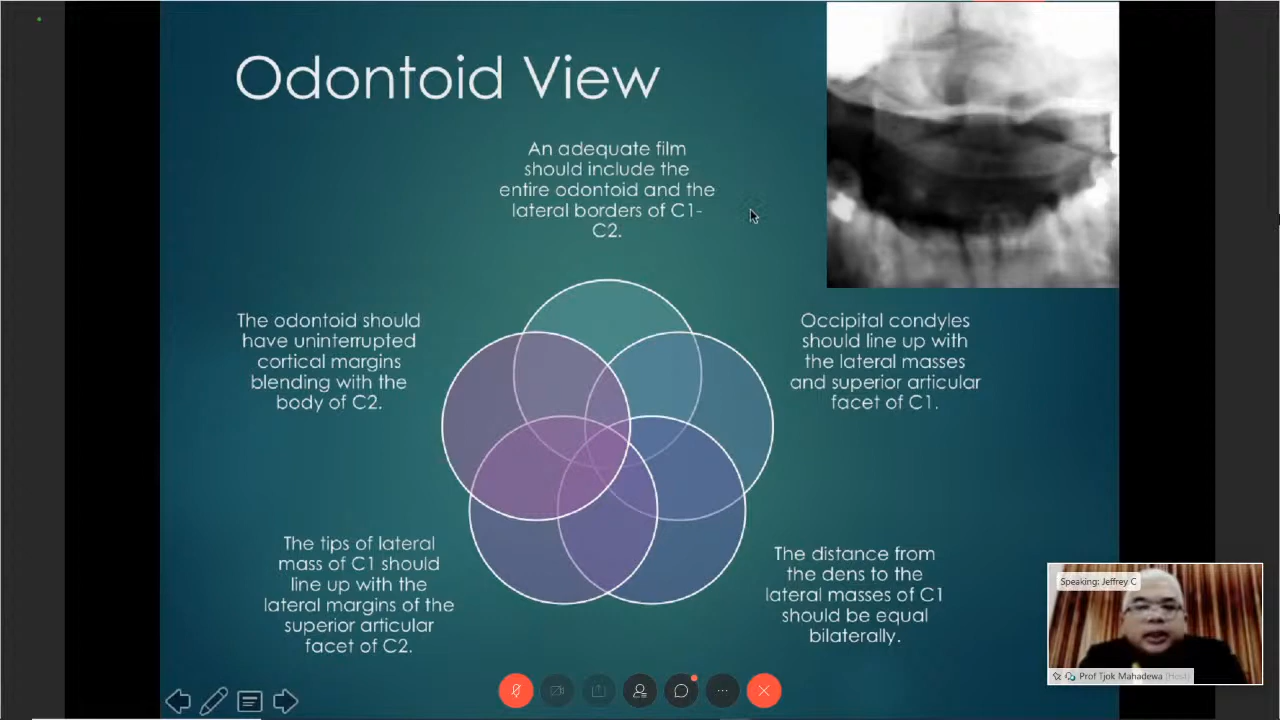 Odontoid View
An adequate film
should include the
entire odontoid and the
lateral borders of C1-
C2.
The odontoid should
have uninterrupted
cortical margins
blending with the
body of C2.
Occipital condyles
should line up with
the lateral masses
and superior articular
facet of C1.
The tips of lateral
mass of C1 should
line up with the
lateral margins of the
superior articular
facet of C2.
The distance from
the dens to the
lateral masses of C1
should be equal
bilaterally.
Speaking: Jeffrey C
Prof Tjok Mahadewa (Host)